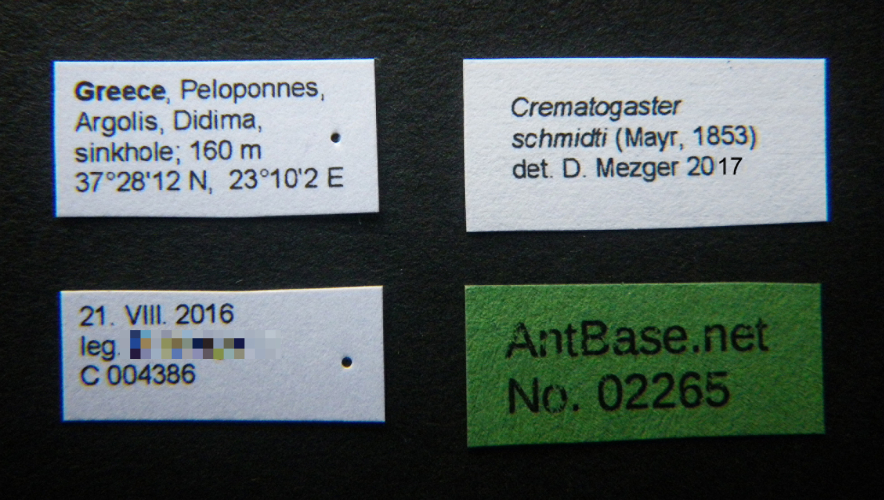 Greece, Peloponnes,
Argolis, Didima,
sinkhole; 160 m
37°28'12 N, 23°10'2 E
Crematogaster
schmidti (Mayr, 1853)
det. D. Mezger 2017
21. VIII. 2016
leg.
C 004386
AntBase.net
No. 02265